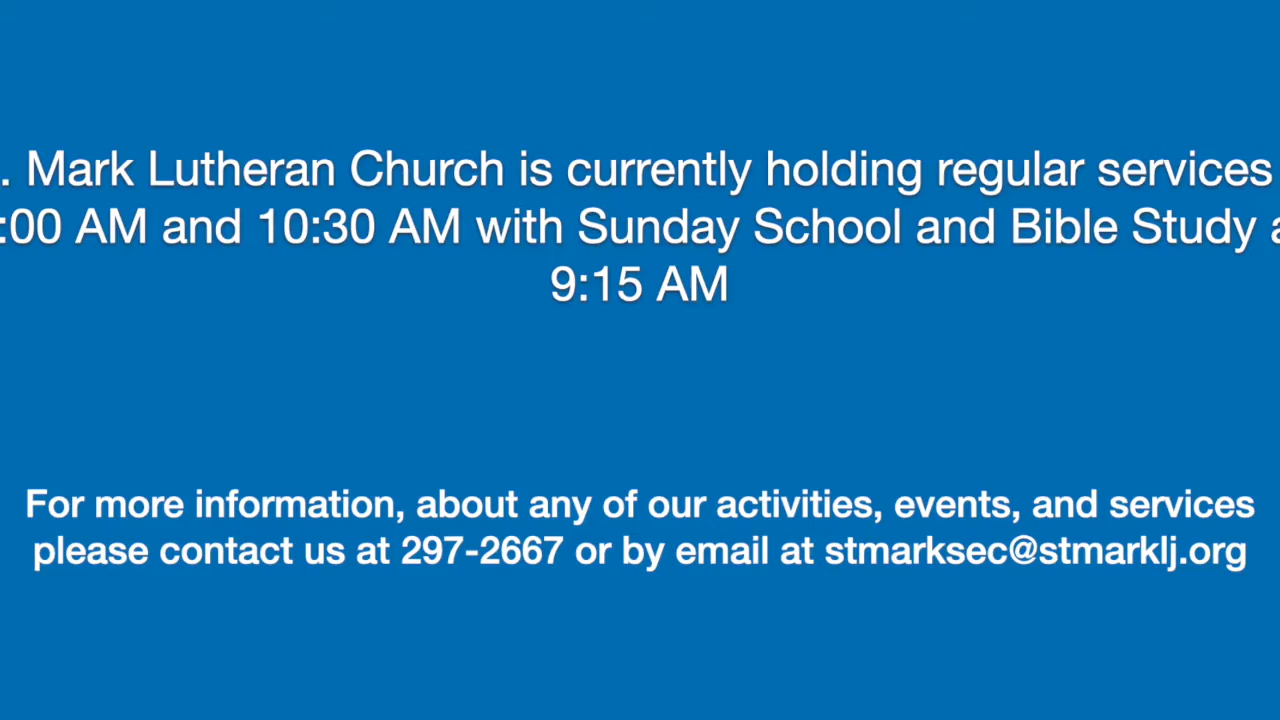 . Mark Lutheran Church is currently holding regular services
:00 AM and 10:30 AM with Sunday School and Bible Study
9:15 AM
For more information, about any of our activities, events, and services
please contact us at 297-2667 or by email at stmarksec@stmarklj.org